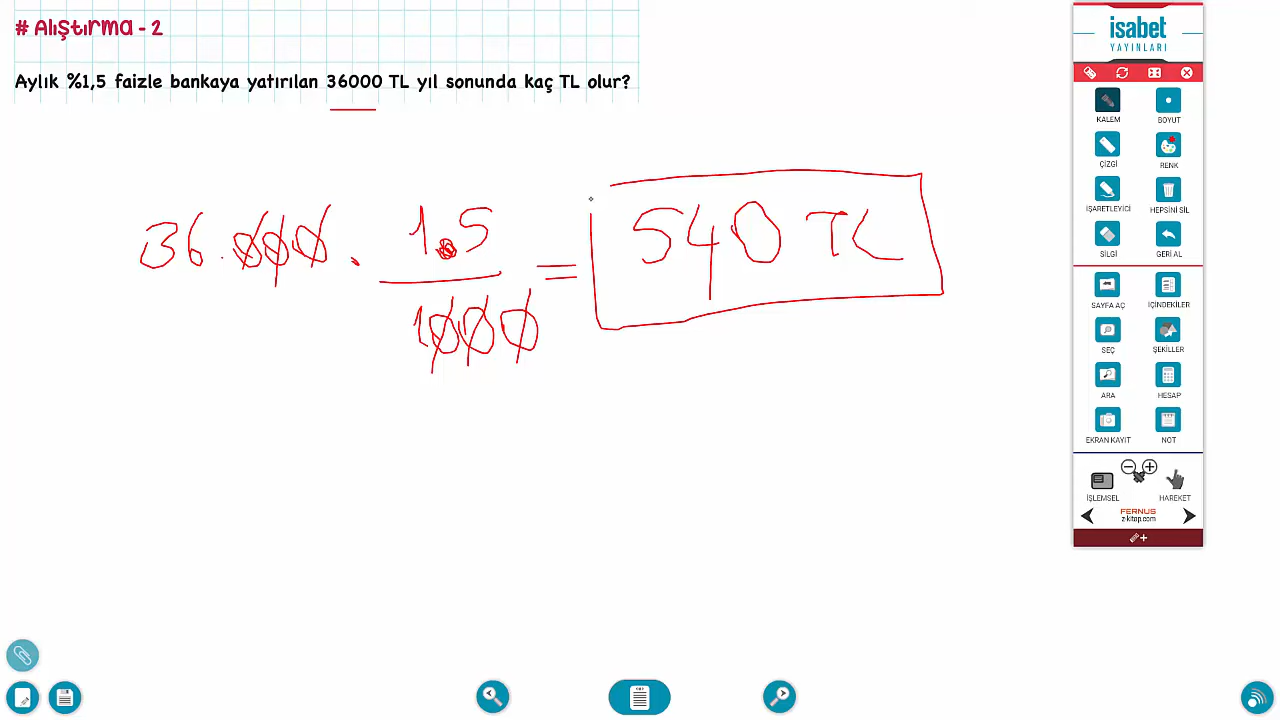 # Alıştırma - 2
Aylık %1,5 faizle bankaya yatırılan 36000 TL yıl sonunda kaç TL olur?
36.000 . 1.5 / 1000 = 540 TL
isabet
YAYINLARI
KALEM
BOYUT
ÇİZGİ
RENK
İŞARETLEYİCİ
HEPSİNİ SİL
SİLGİ
GERİ AL
SAYFA AÇ
İÇİNDEKİLER
SEÇ
ŞEKİLLER
ARA
HESAP
EKRAN KAYIT
NOT
İŞLEMSEL
HAREKET
FERNUS
z-kitap.com